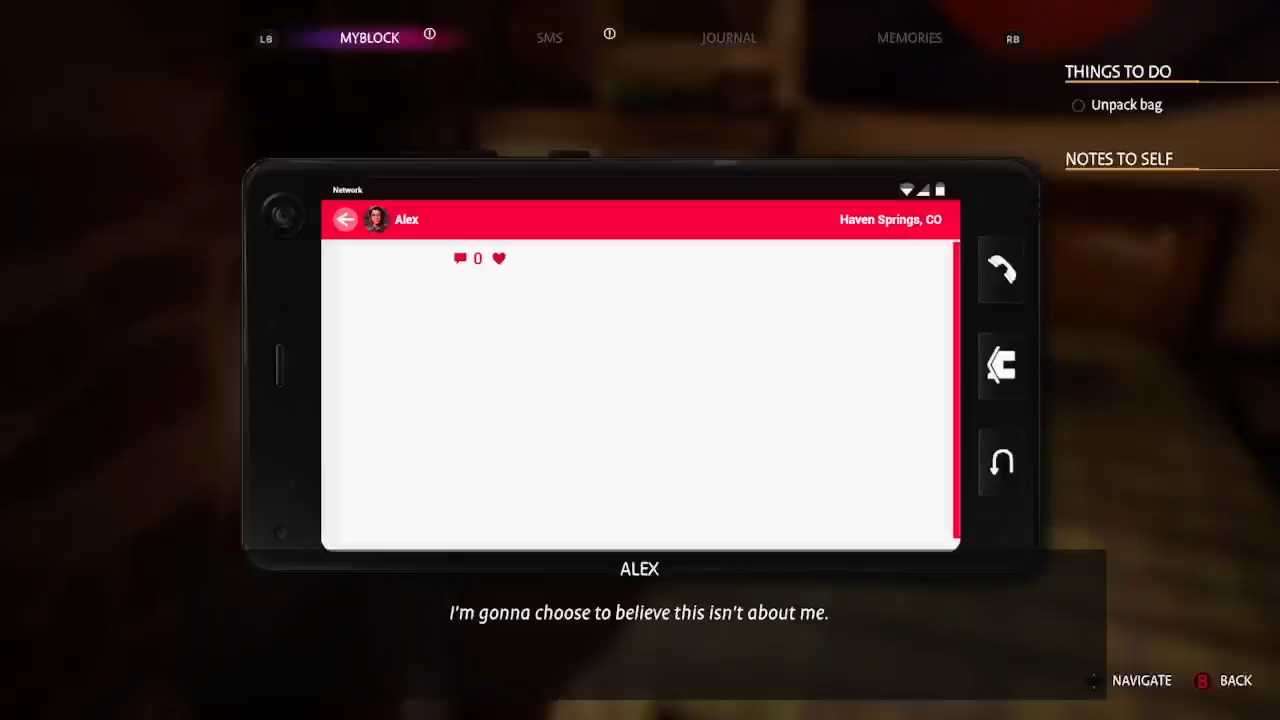 LB
MYBLOCK
SMS
JOURNAL
MEMORIES
RB
THINGS TO DO
Unpack bag
NOTES TO SELF
Network
Alex
Haven Springs, CO
0
ALEX
I'm gonna choose to believe this isn't about me.
NAVIGATE
B BACK